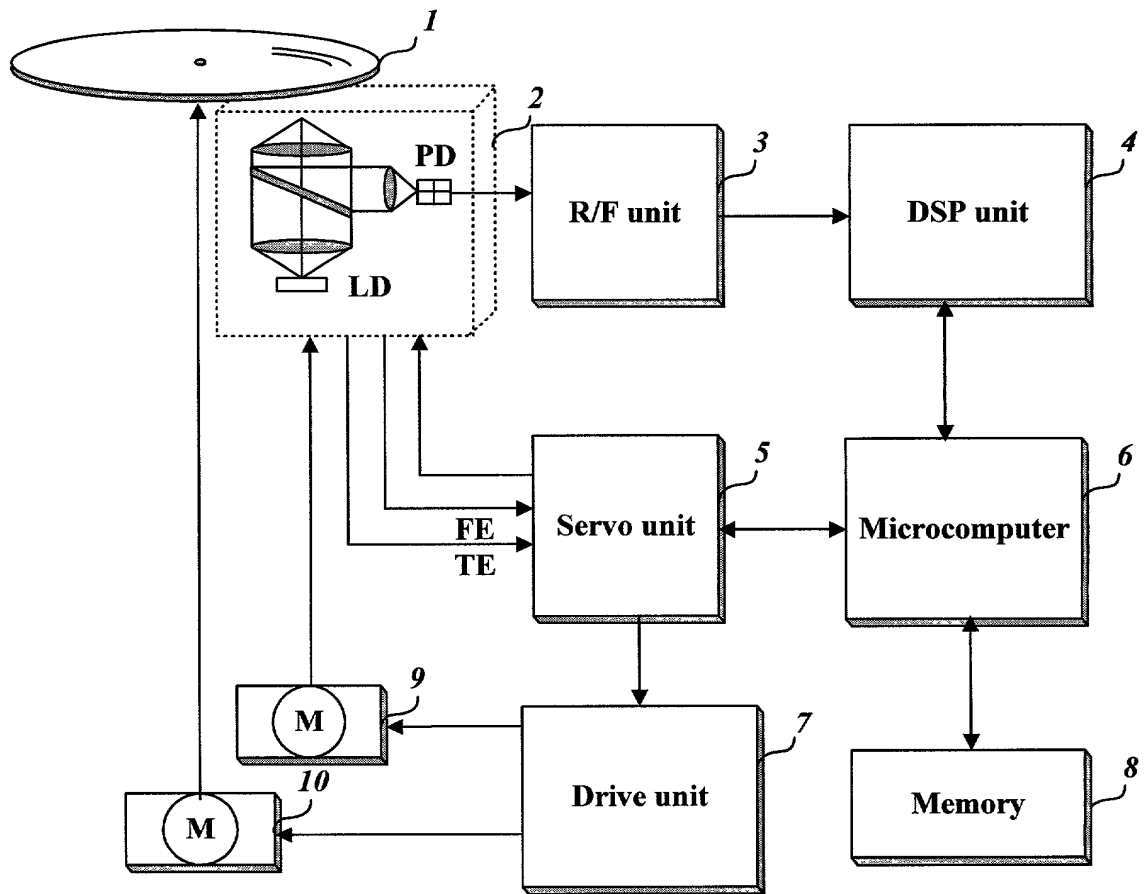 1
2
PD
LD
3
R/F unit
4
DSP unit
5
Servo unit
FE
TE
6
Microcomputer
9
M
7
Drive unit
8
Memory
10
M